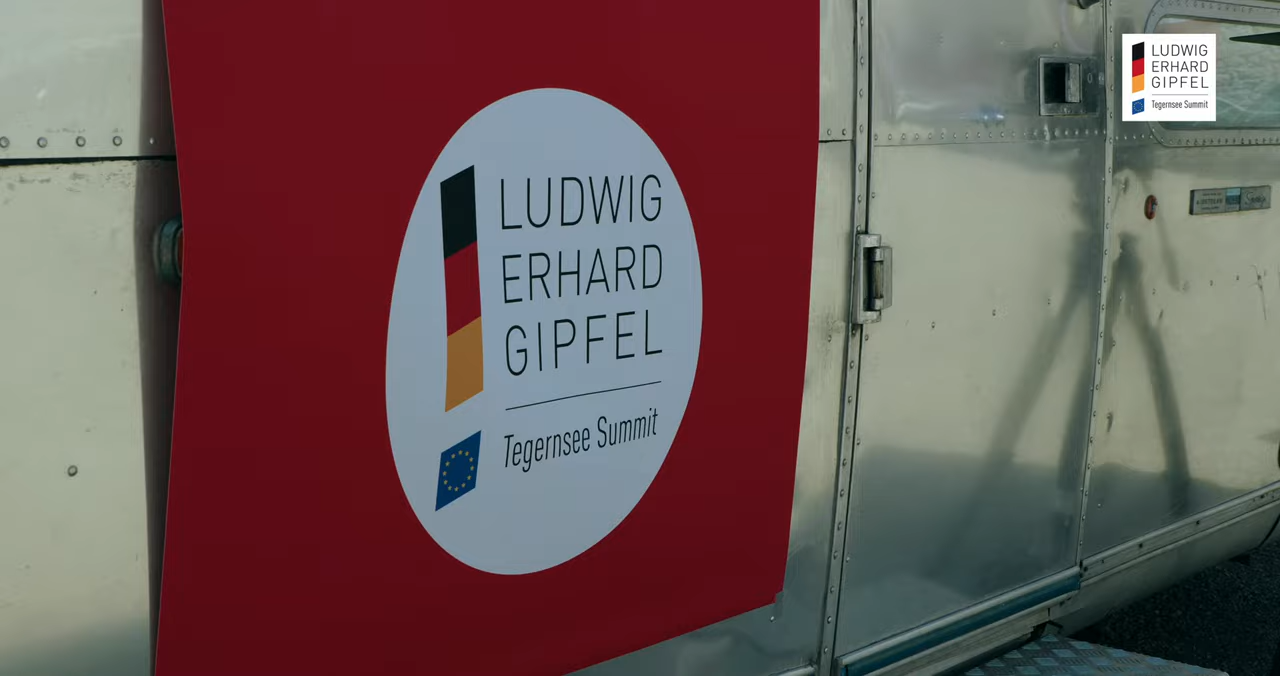 LUDWIG
ERHARD
GIPFEL
Tegernsee Summit
LUDWIG
ERHARD
GIPFEL
Tegernsee Summit